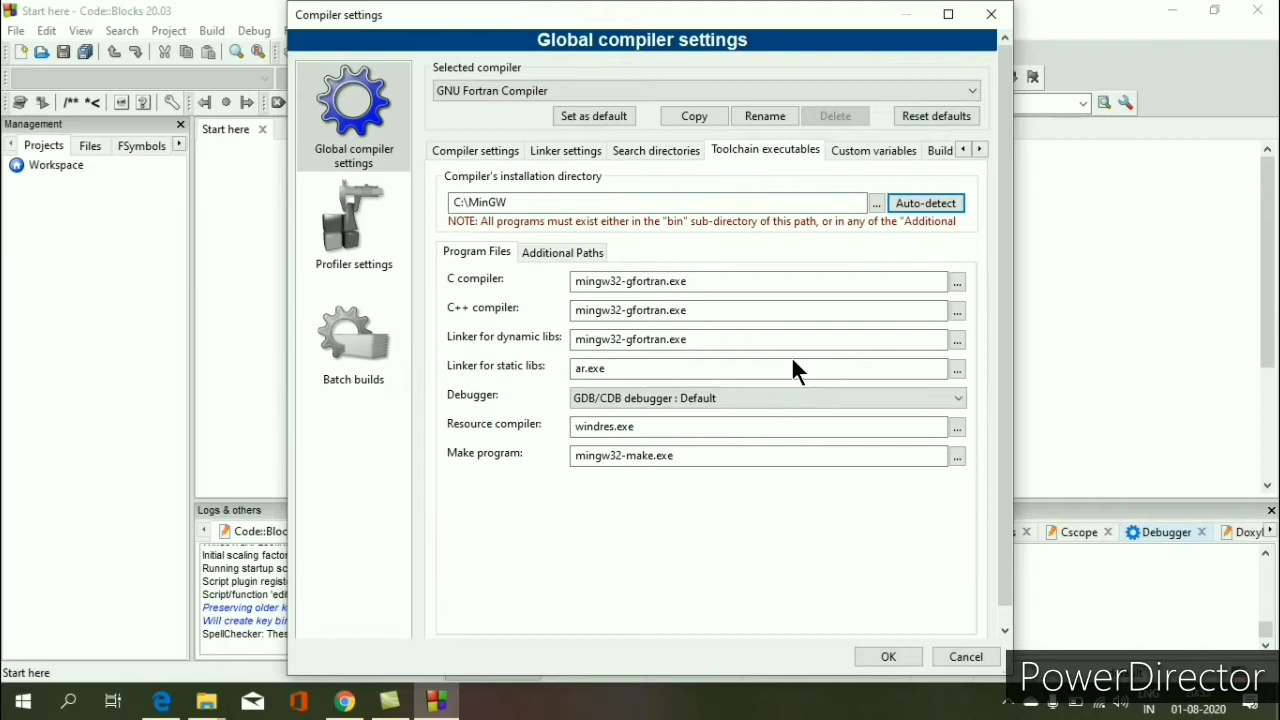 Start here - Code::Blocks 20.03
File Edit View Search Project Build Debug
Management
Projects Files FSymbols
Workspace
Start here
Compiler settings
Global compiler settings
Global compiler
settings
Profiler settings
Batch builds
Selected compiler
GNU Fortran Compiler
Set as default Copy Rename Delete Reset defaults
Compiler settings Linker settings Search directories Toolchain executables Custom variables Build
Compiler's installation directory
C:\MinGW ... Auto-detect
NOTE: All programs must exist either in the "bin" sub-directory of this path, or in any of the "Additional
Program Files Additional Paths
C compiler: mingw32-gfortran.exe ...
C++ compiler: mingw32-gfortran.exe ...
Linker for dynamic libs: mingw32-gfortran.exe ...
Linker for static libs: ar.exe ...
Debugger: GDB/CDB debugger : Default
Resource compiler: windres.exe ...
Make program: mingw32-make.exe ...
OK Cancel
Logs & others
Code::Bloc
Cscope Debugger Doxyl
Initial scaling factor
Running startup sc
Script plugin regist
Script/function 'edi
Preserving older k
Will create key bin
SpellChecker: Thes
Start here
PowerDirector
IN 01-08-2020